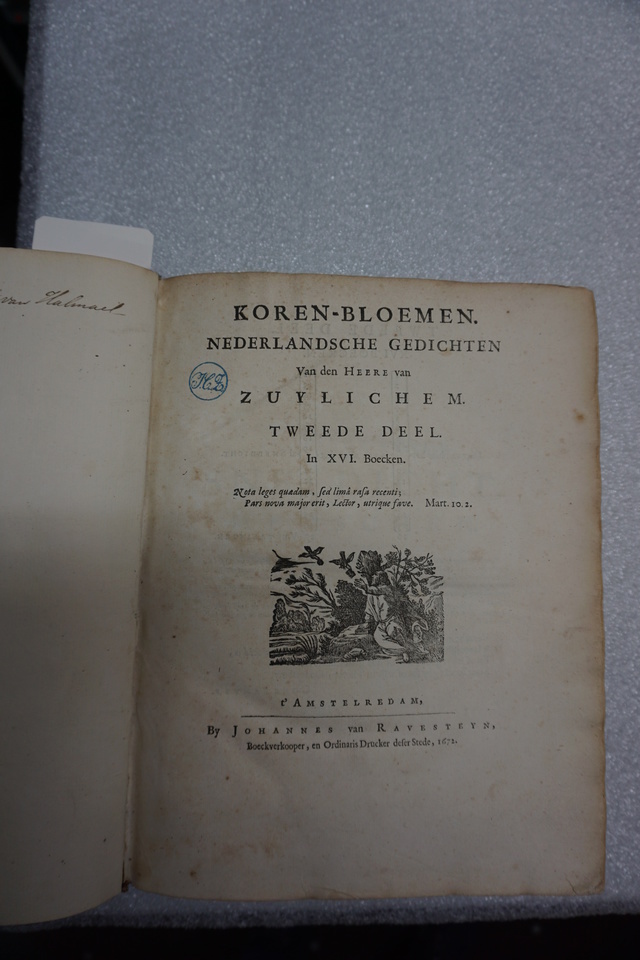 van Halmael
KOREN-BLOEMEN.
NEDERLANDSCHE GEDICHTEN
Van den HEERE van
ZUYLICHEM.
TWEEDE DEEL.
In XVI. Boecken.
Nota leges quædam, sed limâ rasa recenti;
Pars nova major erit, Lector, utrique fave. Mart. 10. 2.
t' AMSTELREDAM,
By JOHANNES van RAVESTEYN,
Boeckverkooper, en Ordinaris Drucker deser Stede, 1672.